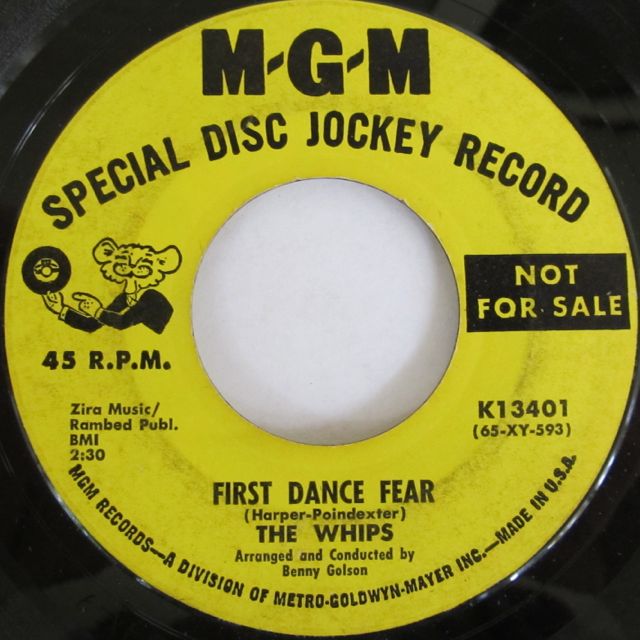 M-G-M
SPECIAL DISC JOCKEY RECORD
NOT
FOR SALE
45 R.P.M.
K13401
(65-XY-593)
Zira Music/
Rambed Publ.
BMI
2:30
FIRST DANCE FEAR
(Harper-Poindexter)
THE WHIPS
Arranged and Conducted by
Benny Golson
MGM RECORDS—A DIVISION OF METRO-GOLDWYN-MAYER INC.—MADE IN U.S.A.